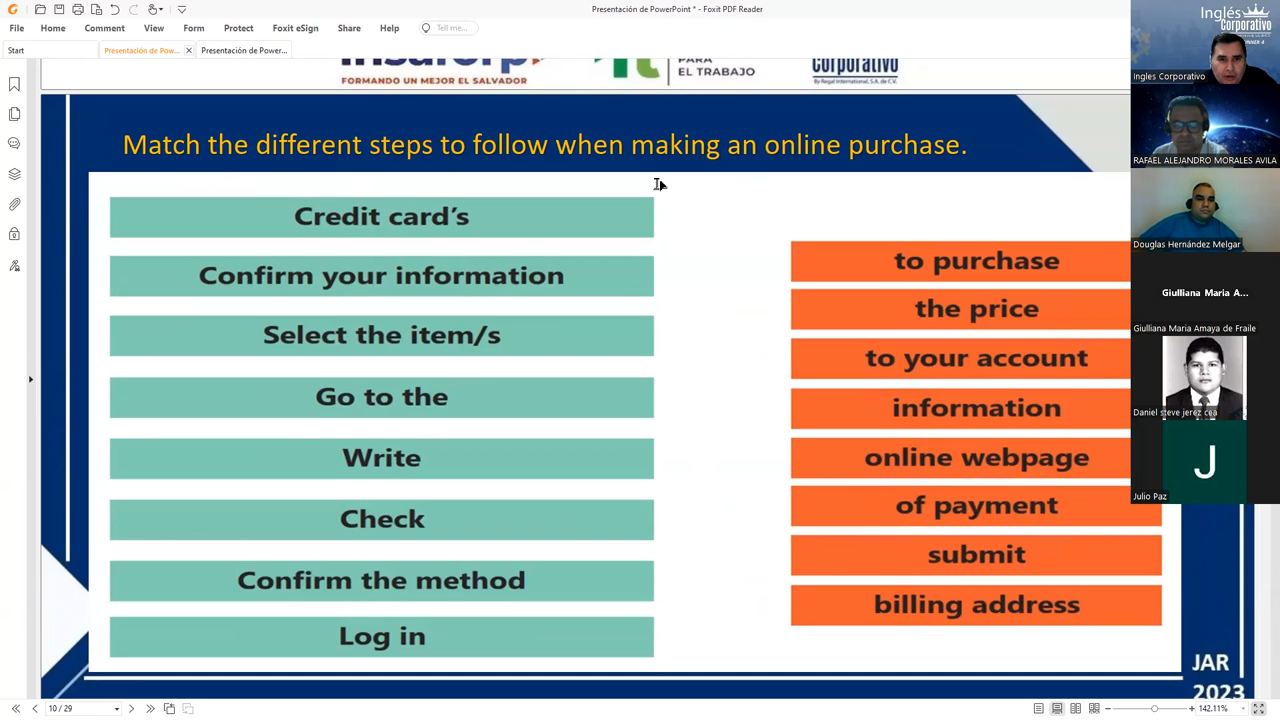 Presentación de PowerPoint * - Foxit PDF Reader
File Home Comment View Form Protect Foxit eSign Share Help Tell me...
Start Presentación de Pow... Presentación de Power...
FORMANDO UN MEJOR EL SALVADOR
PARA
EL TRABAJO
corporativo
By Regal International, S.A. de C.V.
Match the different steps to follow when making an online purchase.
Credit card's
Confirm your information
Select the item/s
Go to the
Write
Check
Confirm the method
Log in
to purchase
the price
to your account
information
online webpage
of payment
submit
billing address
JAR
2023
Inglés
Corporativo
Ingles Corporativo
RAFAEL ALEJANDRO MORALES AVILA
Douglas Hernández Melgar
Giulliana Maria A...
Giulliana Maria Amaya de Fraile
Daniel steve jerez cea
J
Julio Paz
10 / 29
142.11%